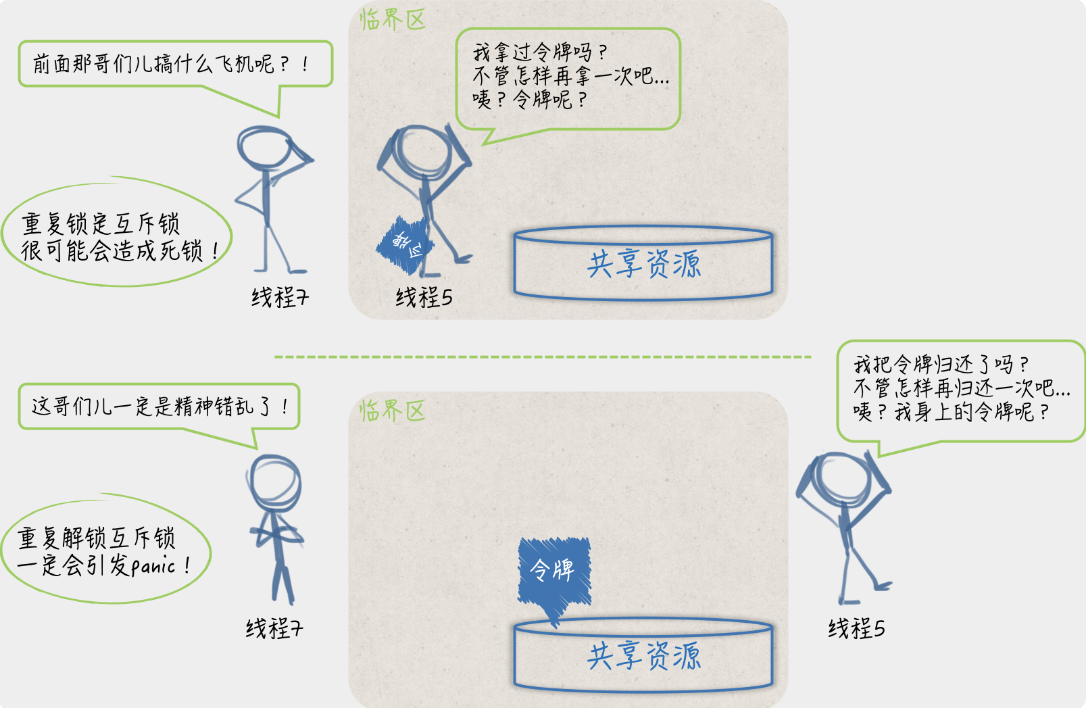 临界区
前面那哥们儿搞什么飞机呢？！
我拿过令牌吗？
不管怎样再拿一次吧...
咦？令牌呢？
重复锁定互斥锁
很可能会造成死锁！
令牌
共享资源
线程7
线程5
我把令牌归还了吗？
不管怎样再归还一次吧...
咦？我身上的令牌呢？
这哥们儿一定是精神错乱了！
临界区
重复解锁互斥锁
一定会引发panic！
令牌
共享资源
线程7
线程5